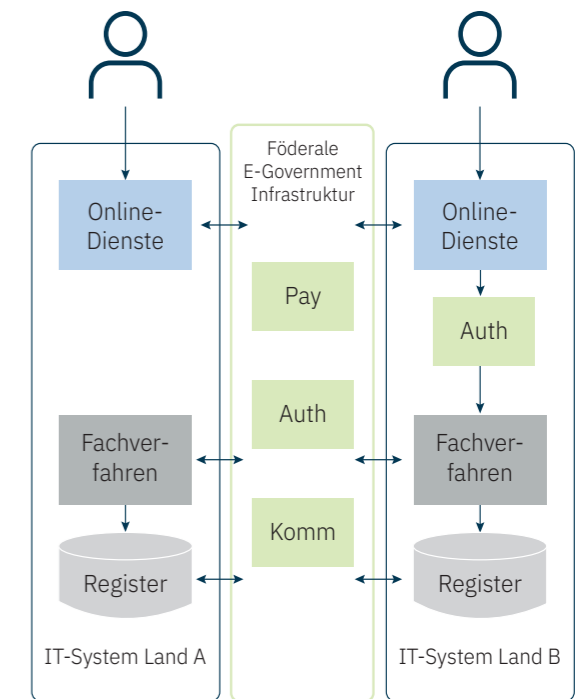 Föderale
E-Government
Infrastruktur
Online-
Dienste
Online-
Dienste
Pay
Auth
Auth
Fachver-
fahren
Fachver-
fahren
Komm
Register
Register
IT-System Land A
IT-System Land B